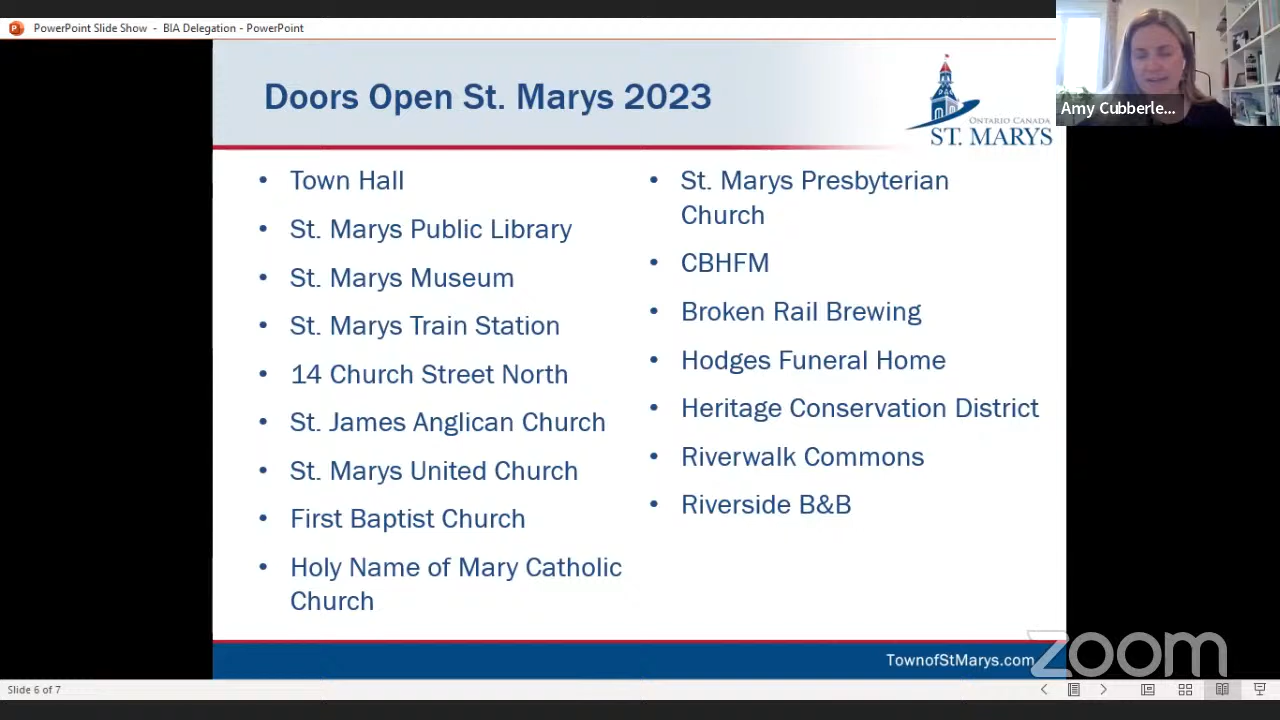 PowerPoint Slide Show - BIA Delegation - PowerPoint
Amy Cubberle...
Doors Open St. Marys 2023
ONTARIO CANADA
ST. MARYS
• Town Hall
• St. Marys Public Library
• St. Marys Museum
• St. Marys Train Station
• 14 Church Street North
• St. James Anglican Church
• St. Marys United Church
• First Baptist Church
• Holy Name of Mary Catholic
Church
• St. Marys Presbyterian
Church
• CBHFM
• Broken Rail Brewing
• Hodges Funeral Home
• Heritage Conservation District
• Riverwalk Commons
• Riverside B&B
TownofStMarys.com
zoom
Slide 6 of 7